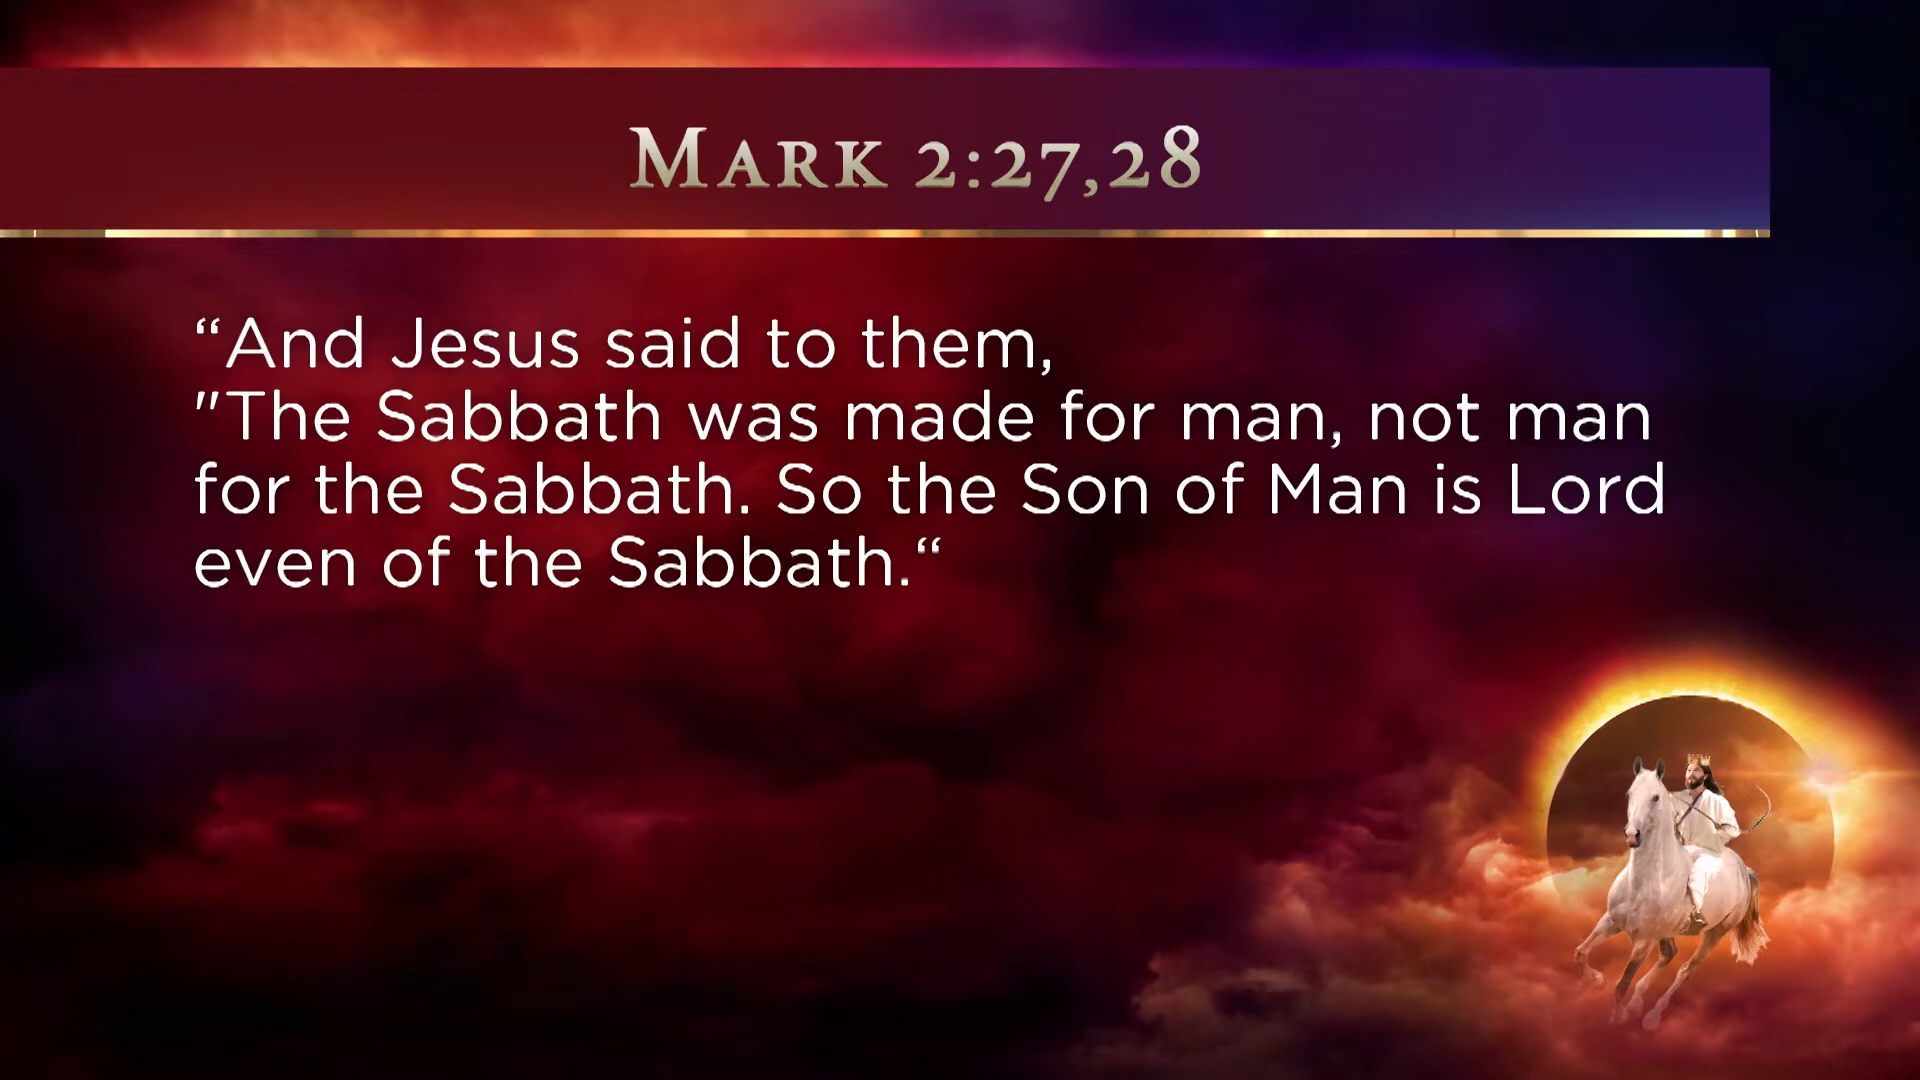 Mark 2:27,28
“And Jesus said to them,
"The Sabbath was made for man, not man
for the Sabbath. So the Son of Man is Lord
even of the Sabbath.“